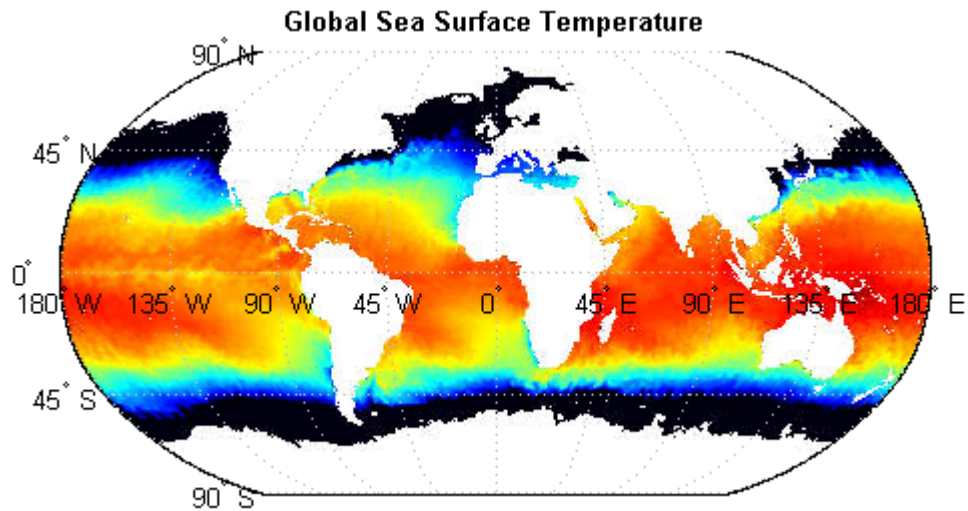 Global Sea Surface Temperature
90° N
45° N
0°
180° W 135° W 90° W 45° W 0° 45° E 90° E 135° E 180° E
45° S
90° S